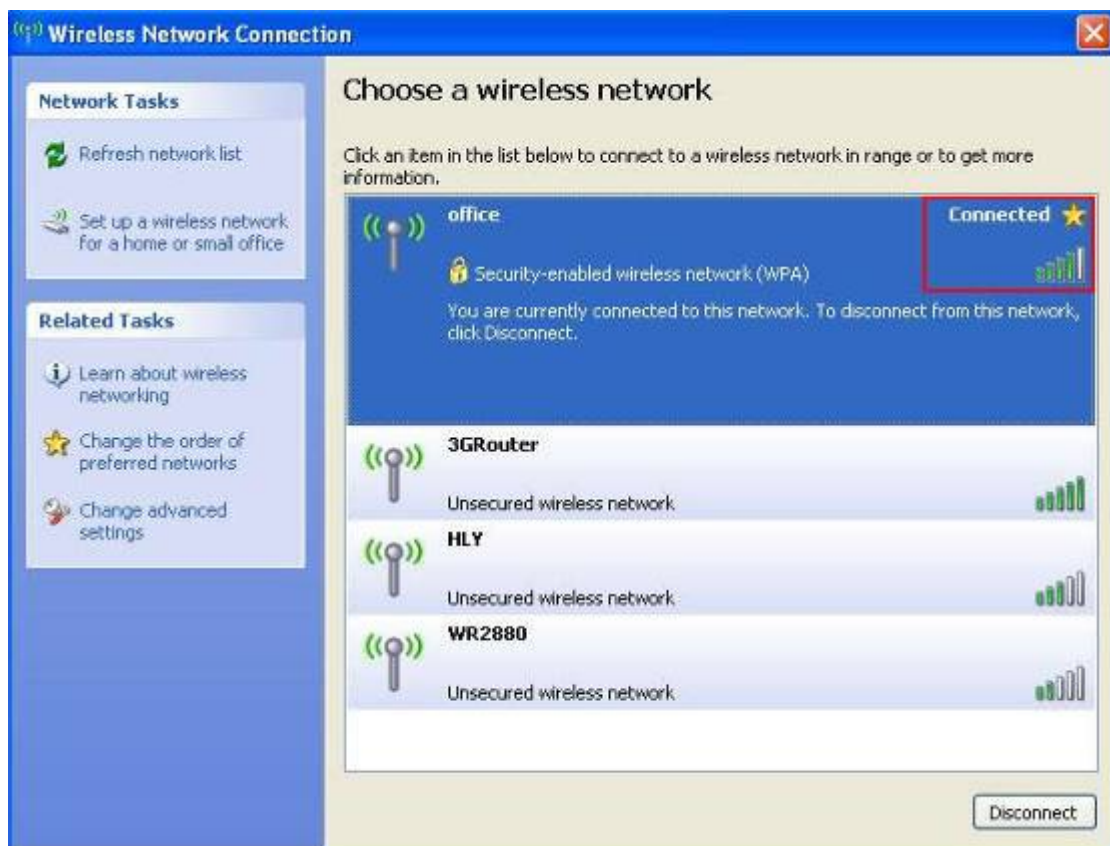 Wireless Network Connection
Network Tasks
Refresh network list
Set up a wireless network
for a home or small office
Related Tasks
Learn about wireless
networking
Change the order of
preferred networks
Change advanced
settings
Choose a wireless network
Click an item in the list below to connect to a wireless network in range or to get more
information.
office
Connected
Security-enabled wireless network (WPA)
You are currently connected to this network. To disconnect from this network,
click Disconnect.
3GRouter
Unsecured wireless network
HLY
Unsecured wireless network
WR2880
Unsecured wireless network
Disconnect